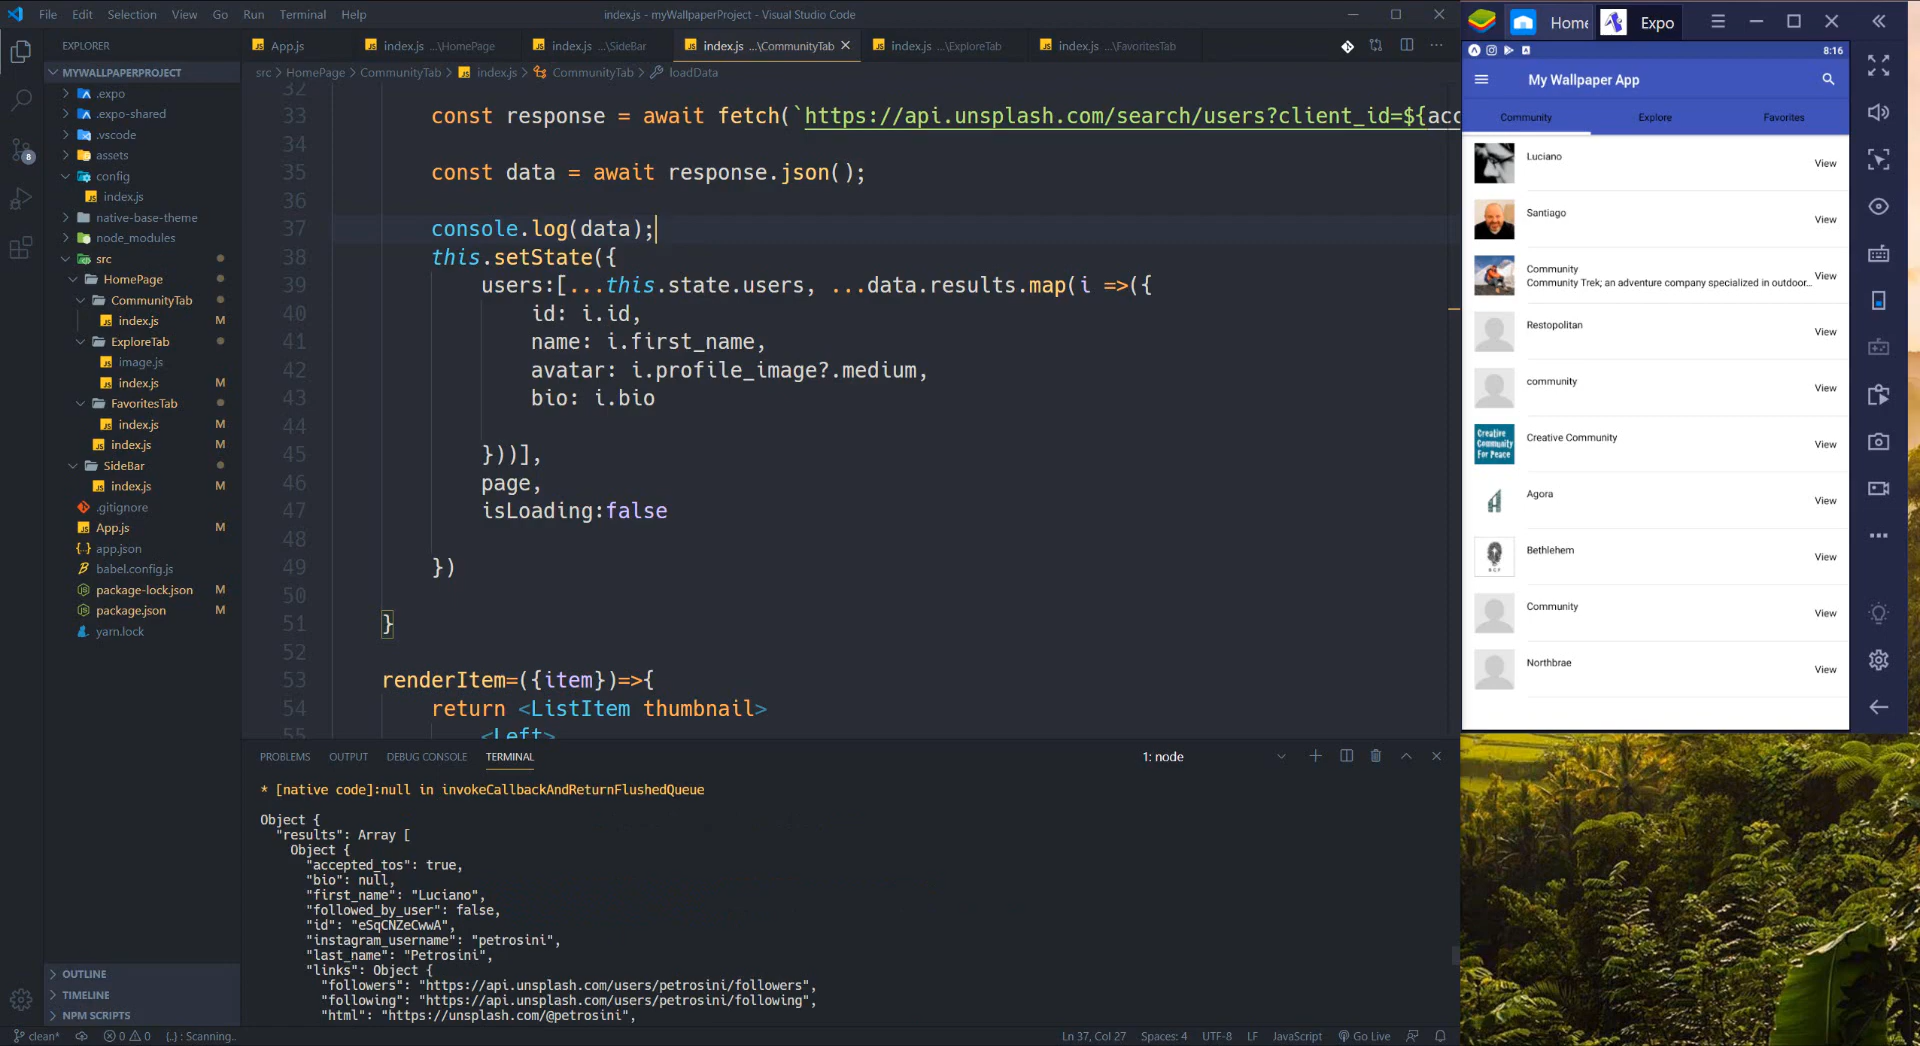 File Edit Selection View Go Run Terminal Help
index.js - myWallpaperProject - Visual Studio Code
EXPLORER
App.js
index.js ...\HomePage
index.js ...\SideBar
index.js ...\CommunityTab
index.js ...\ExploreTab
index.js ...\FavoritesTab
src > HomePage > CommunityTab > index.js > CommunityTab > loadData
MYWALLPAPERPROJECT
.expo
.expo-shared
.vscode
assets
config
index.js
native-base-theme
node_modules
src
HomePage
CommunityTab
index.js M
ExploreTab
image.js
index.js M
FavoritesTab
index.js M
index.js M
SideBar
index.js M
.gitignore
App.js M
app.json
babel.config.js
package-lock.json M
package.json M
yarn.lock
OUTLINE
TIMELINE
NPM SCRIPTS
8
32
33 const response = await fetch(`https://api.unsplash.com/search/users?client_id=${acc
34
35 const data = await response.json();
36
37 console.log(data);
38 this.setState({
39 users:[...this.state.users, ...data.results.map(i =>({
40 id: i.id,
41 name: i.first_name,
42 avatar: i.profile_image?.medium,
43 bio: i.bio
44
45 }))],
46 page,
47 isLoading:false
48
49 })
50
51 }
52
53 renderItem=({item})=>{
54 return <ListItem thumbnail>
55 <Left>
PROBLEMS OUTPUT DEBUG CONSOLE TERMINAL
1: node
* [native code]:null in invokeCallbackAndReturnFlushedQueue
Object {
"results": Array [
Object {
"accepted_tos": true,
"bio": null,
"first_name": "Luciano",
"followed_by_user": false,
"id": "eSqCNZeCwwA",
"instagram_username": "petrosini",
"last_name": "Petrosini",
"links": Object {
"followers": "https://api.unsplash.com/users/petrosini/followers",
"following": "https://api.unsplash.com/users/petrosini/following",
"html": "https://unsplash.com/@petrosini",
clean* 0 0 {..} : Scanning..
Ln 37, Col 27 Spaces: 4 UTF-8 LF JavaScript Go Live
Home Expo
8:16
My Wallpaper App
Community Explore Favorites
Luciano
View
Santiago
View
Community
Community Trek; an adventure company specialized in outdoor...
View
Restopolitan
View
community
View
Creative Community For Peace
Creative Community
View
Agora
View
Bethlehem
View
BCF
Community
View
Northbrae
View